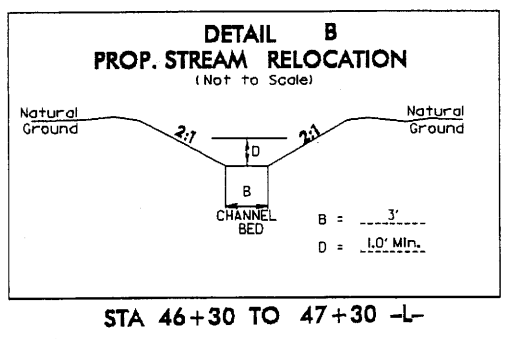 DETAIL B
PROP. STREAM RELOCATION
(Not to Scale)
Natural
Ground
2:1
2:1
Natural
Ground
D
B
CHANNEL
BED
B = 3'
D = 1.0' Min.
STA 46+30 TO 47+30 -L-